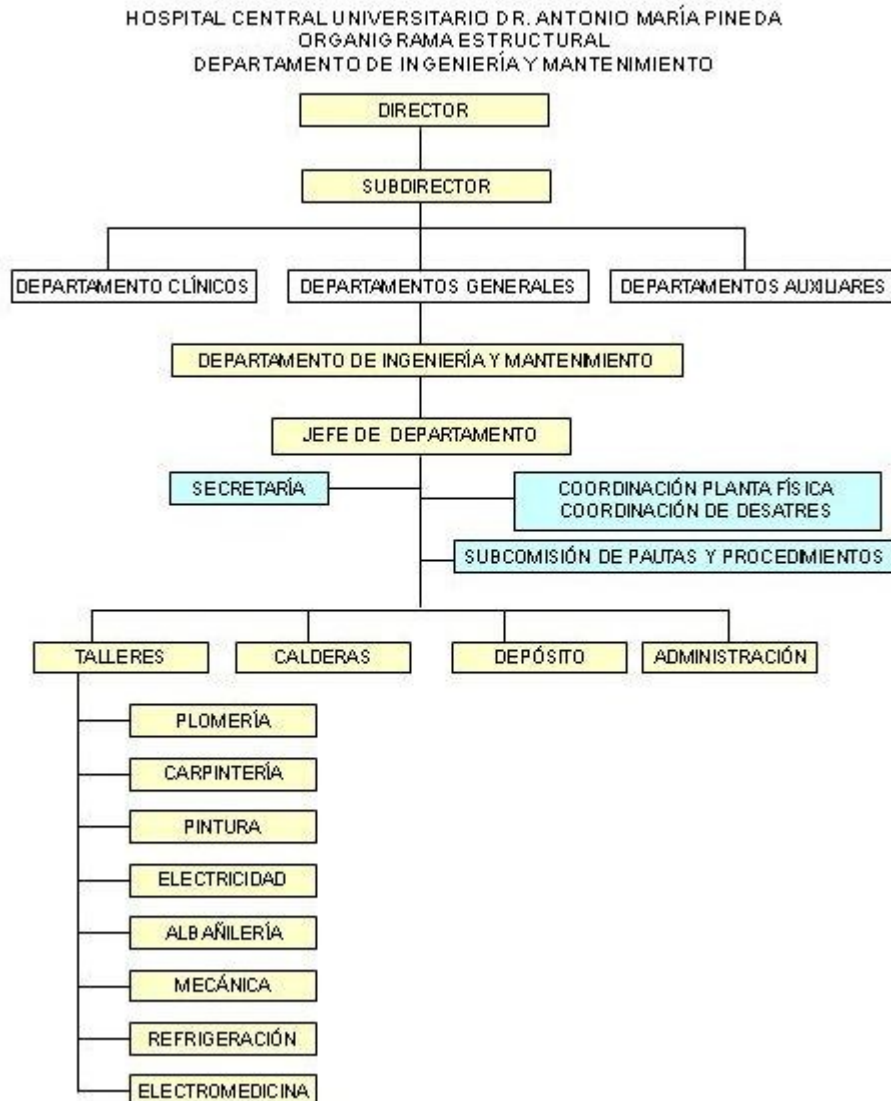 HOSPITAL CENTRAL UNIVERSITARIO DR. ANTONIO MARÍA PINEDA
ORGANIGRAMA ESTRUCTURAL
DEPARTAMENTO DE INGENIERÍA Y MANTENIMIENTO
DIRECTOR
SUBDIRECTOR
DEPARTAMENTO CLÍNICOS
DEPARTAMENTOS GENERALES
DEPARTAMENTOS AUXILIARES
DEPARTAMENTO DE INGENIERÍA Y MANTENIMIENTO
JEFE DE DEPARTAMENTO
SECRETARÍA
COORDINACIÓN PLANTA FÍSICA
COORDINACIÓN DE DESATRES
SUBCOMISIÓN DE PAUTAS Y PROCEDIMIENTOS
TALLERES
CALDERAS
DEPÓSITO
ADMINISTRACIÓN
PLOMERÍA
CARPINTERÍA
PINTURA
ELECTRICIDAD
ALBAÑILERÍA
MECÁNICA
REFRIGERACIÓN
ELECTROMEDICINA